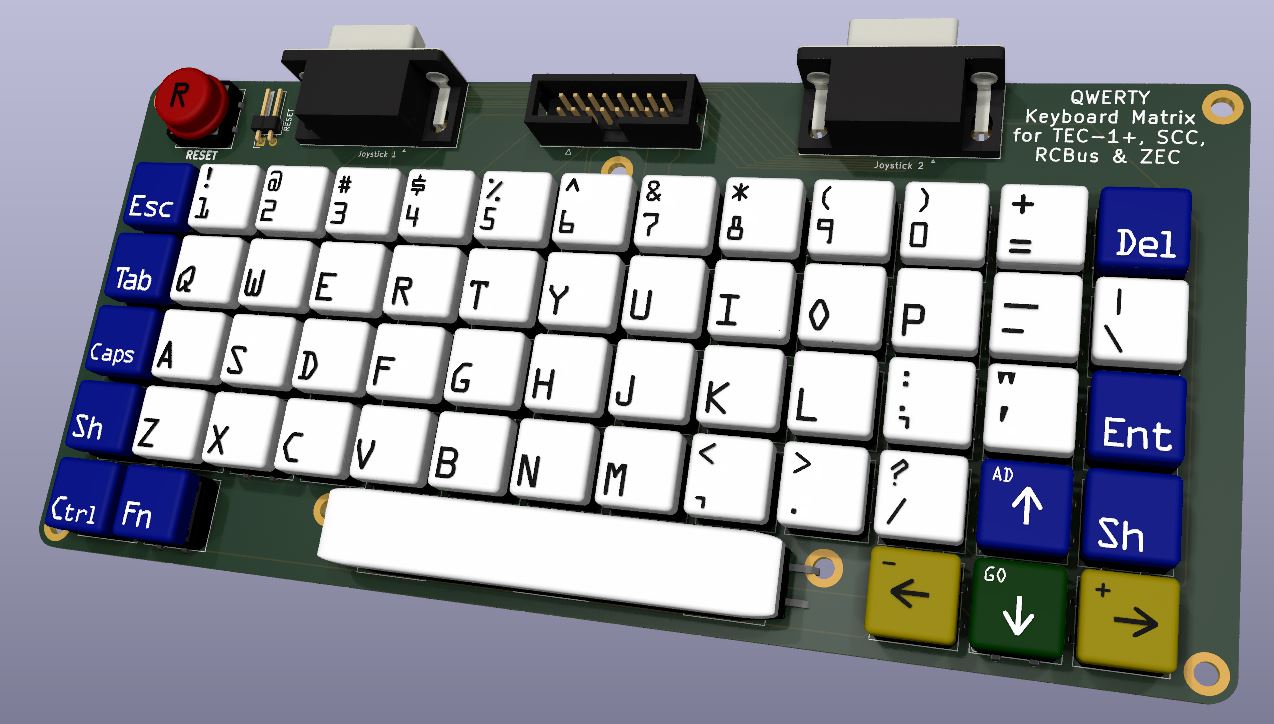 R
RESET
RESET
Joystick 1
Joystick 2
QWERTY
Keyboard Matrix
for TEC-1+, SCC,
RCBus & ZEC
Esc ! 1 @ 2 # 3 $ 4 % 5 ^ 6 & 7 * 8 ( 9 ) 0 + = Del
Tab Q W E R T Y U I O P — - | \
Caps A S D F G H J K L : ; " ' Ent
Sh Z X C V B N M < , > . ? / AD ↑ Sh
Ctrl Fn - ← GO ↓ + →